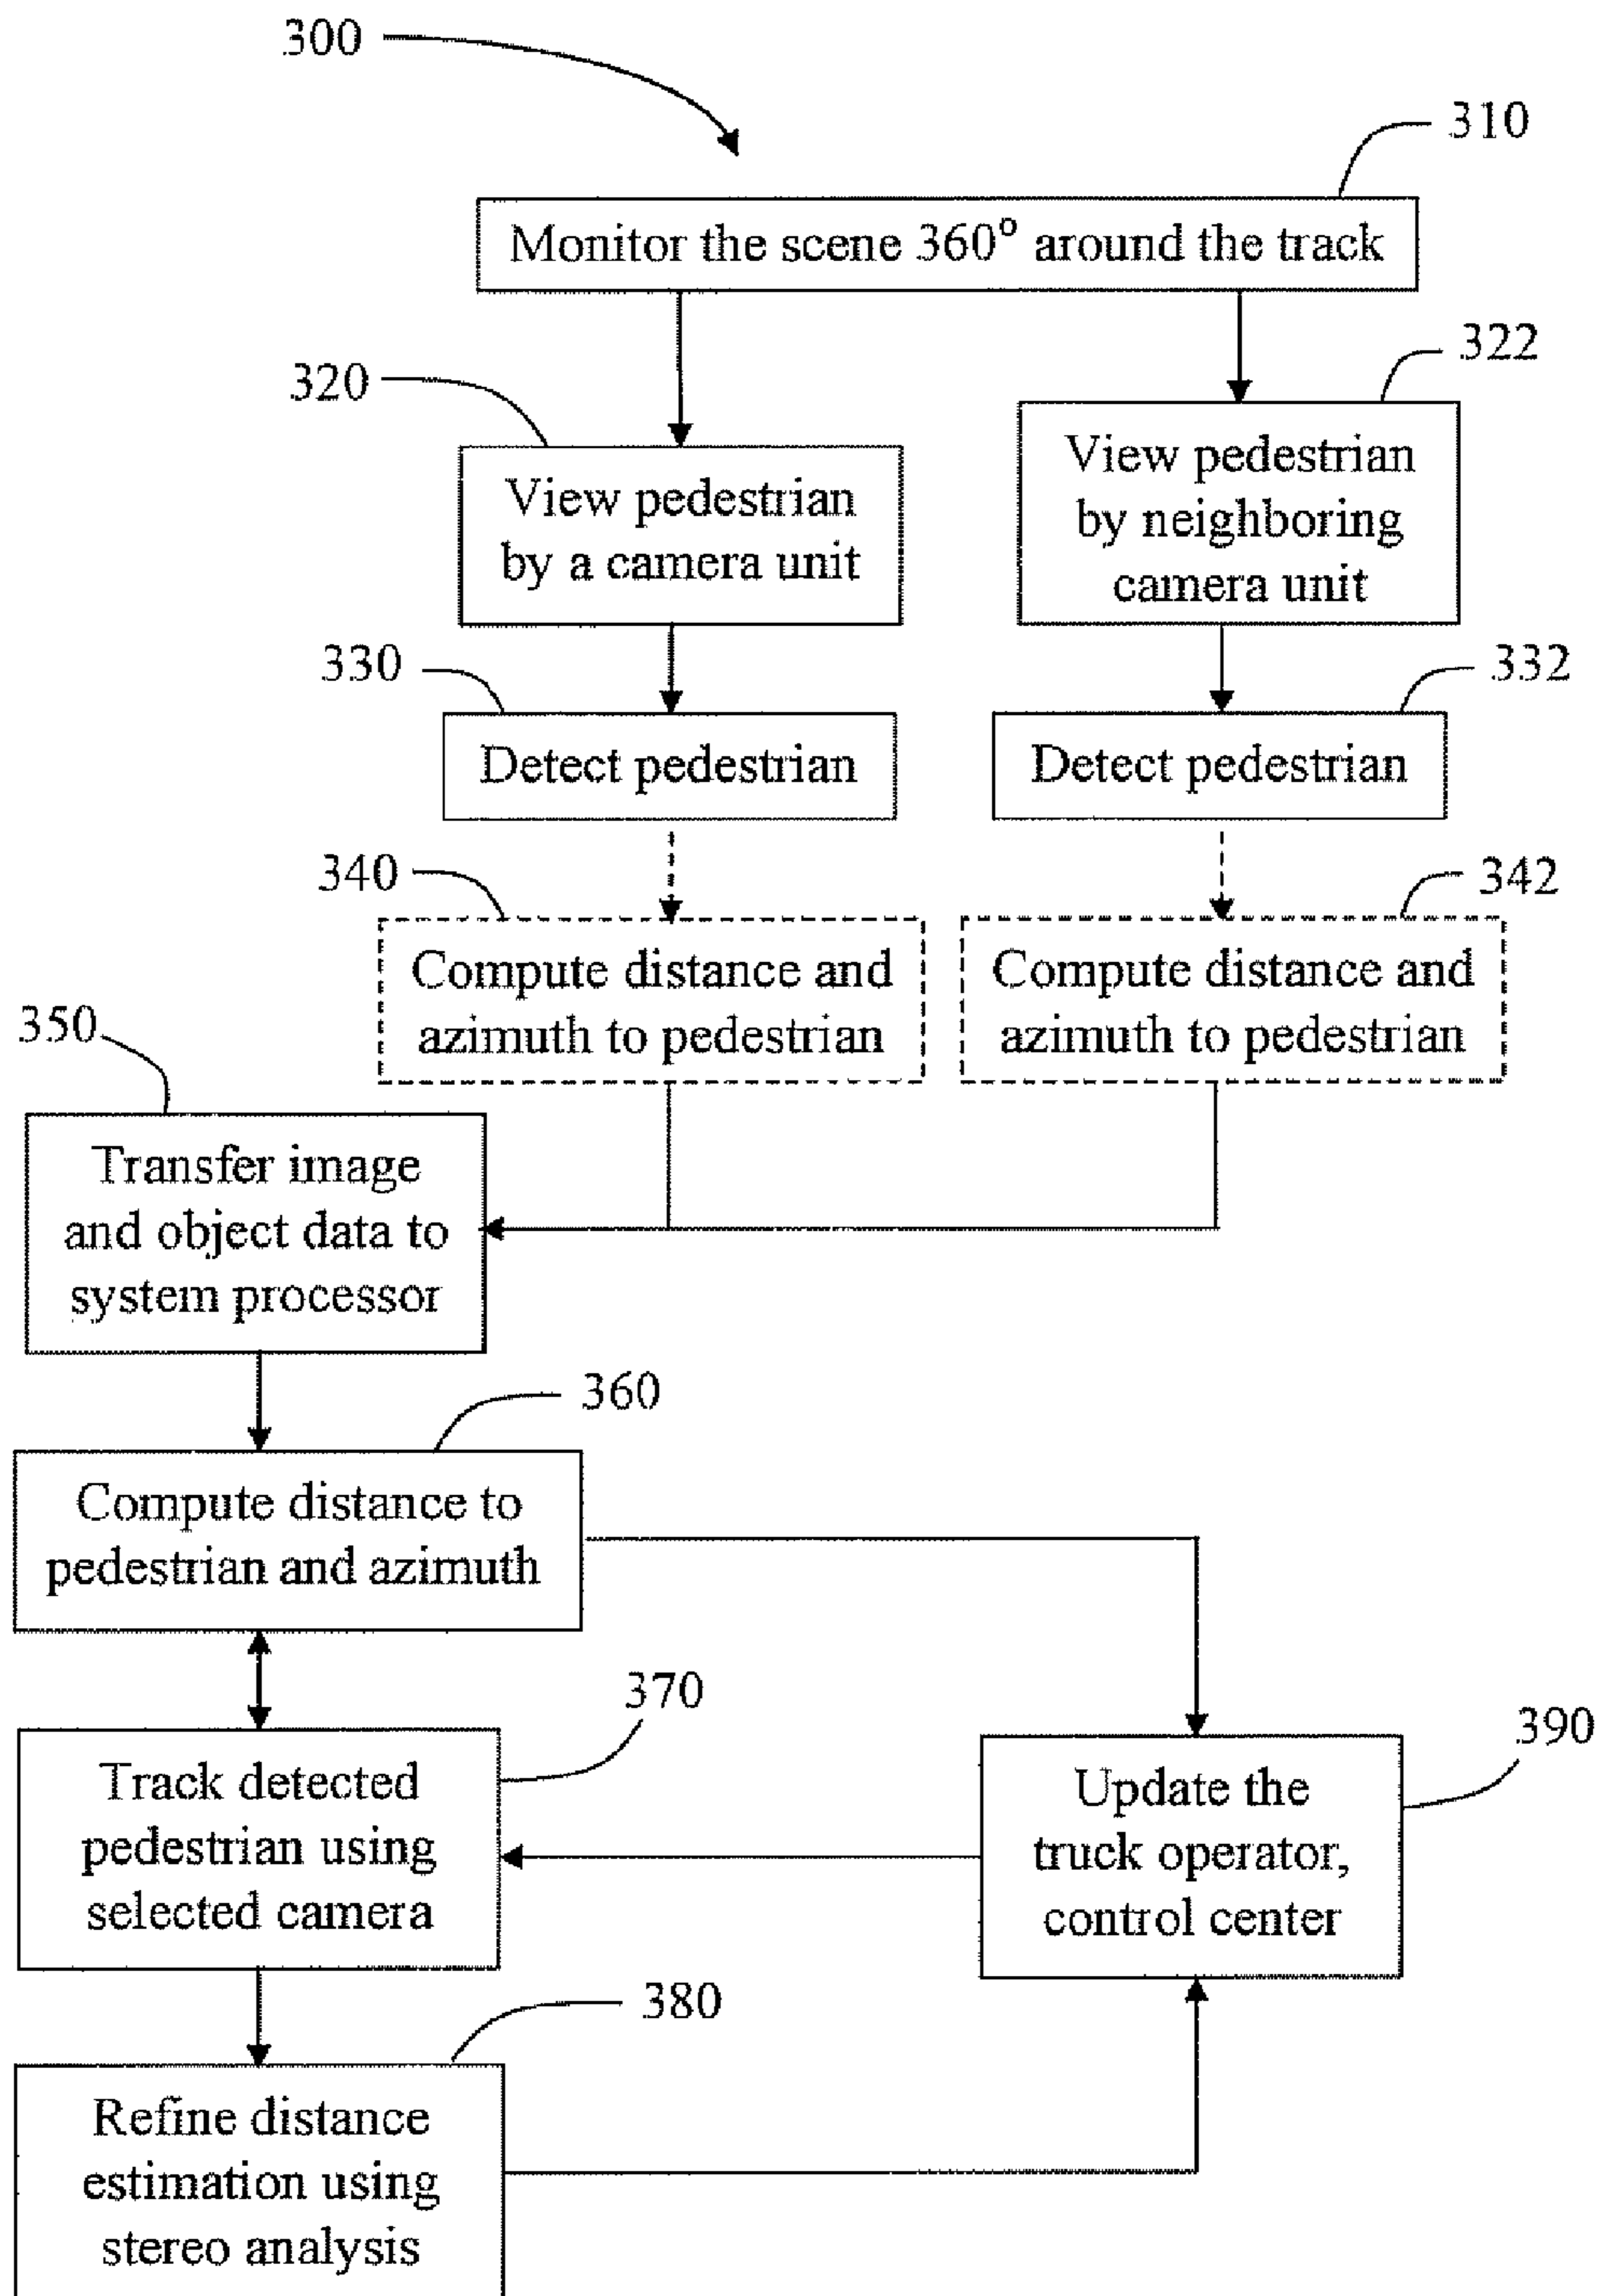 300
310
Monitor the scene 360° around the track
320
322
View pedestrian
by a camera unit
View pedestrian
by neighboring
camera unit
330
332
Detect pedestrian
Detect pedestrian
340
342
Compute distance and
azimuth to pedestrian
Compute distance and
azimuth to pedestrian
350
Transfer image
and object data to
system processor
360
Compute distance to
pedestrian and azimuth
370
Track detected
pedestrian using
selected camera
390
Update the
truck operator,
control center
380
Refine distance
estimation using
stereo analysis